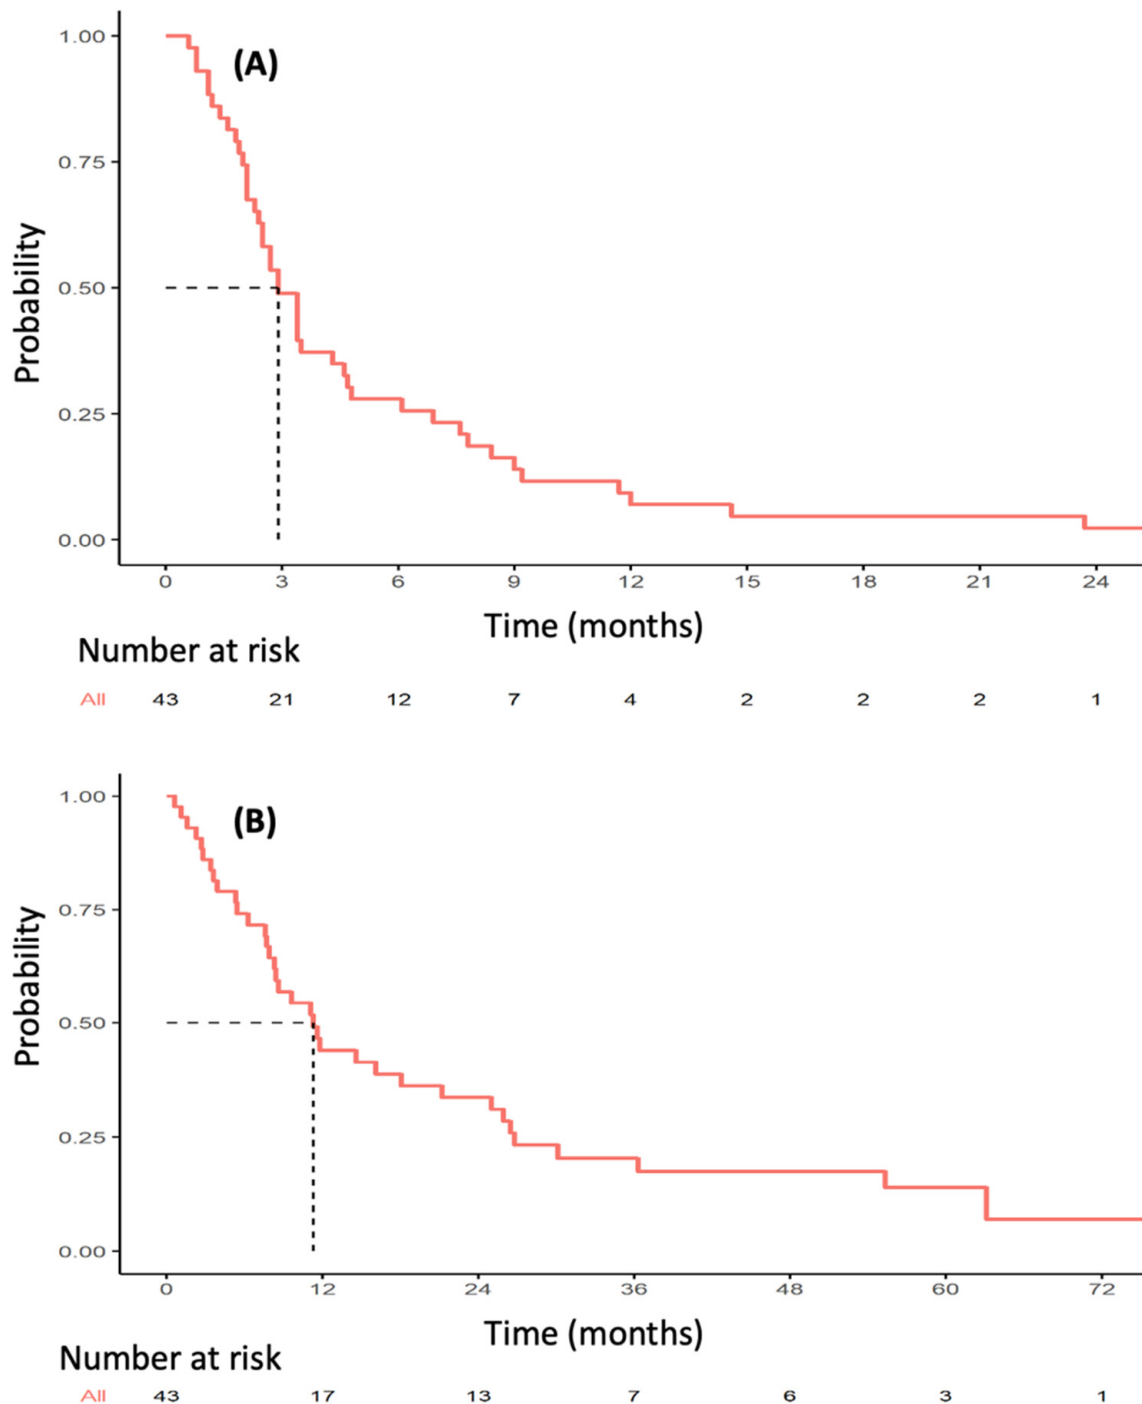 1.00
(A)
0.75
Probability
0.50
0.25
0.00
0 3 6 9 12 15 18 21 24
Time (months)
Number at risk
All 43 21 12 7 4 2 2 2 1
1.00
(B)
0.75
Probability
0.50
0.25
0.00
0 12 24 36 48 60 72
Time (months)
Number at risk
All 43 17 13 7 6 3 1